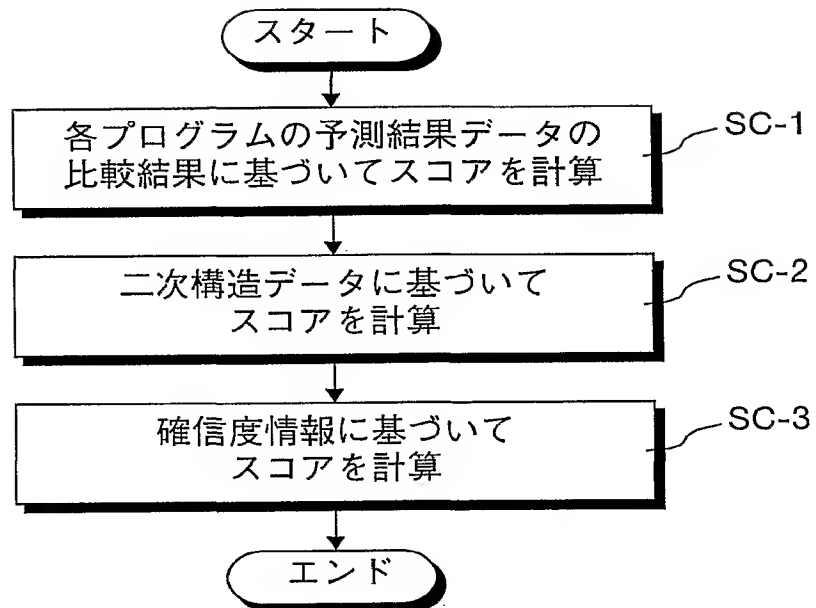 スタート
各プログラムの予測結果データの
比較結果に基づいてスコアを計算
SC-1
二次構造データに基づいて
スコアを計算
SC-2
確信度情報に基づいて
スコアを計算
SC-3
エンド